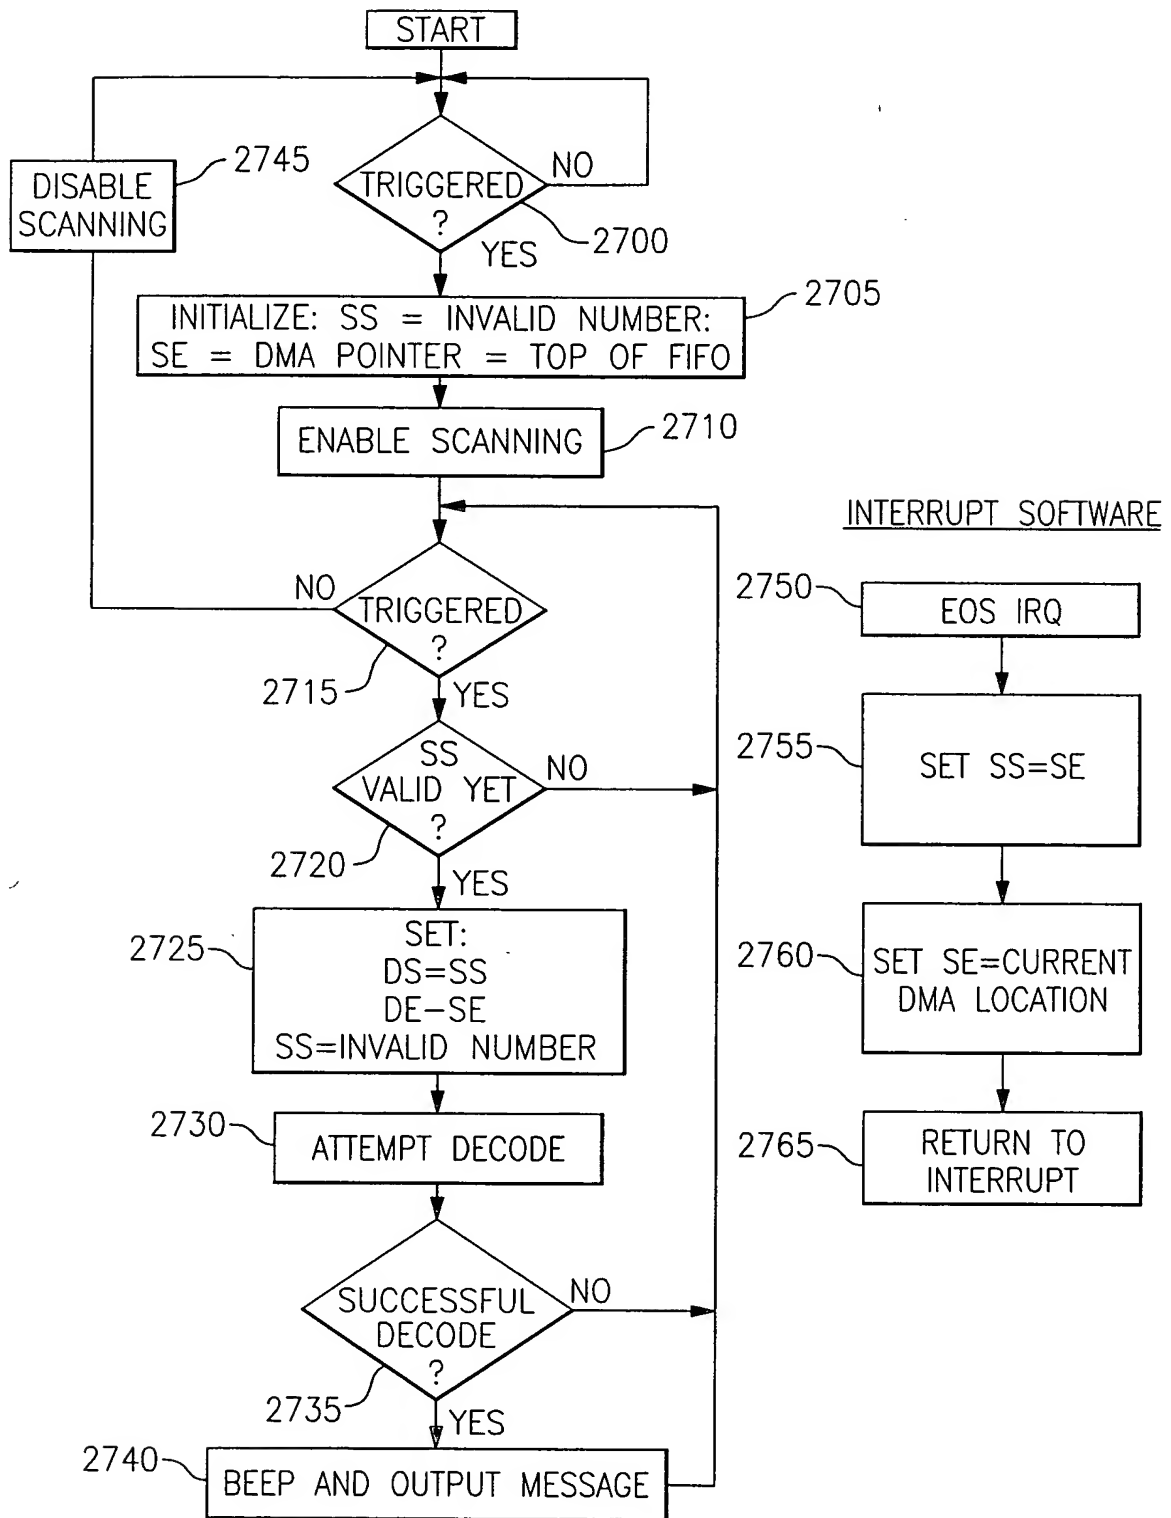 START
2745
DISABLE
SCANNING
TRIGGERED
?
NO
2700
YES
2705
INITIALIZE: SS = INVALID NUMBER:
SE = DMA POINTER = TOP OF FIFO
ENABLE SCANNING
2710
NO
TRIGGERED
?
2715
YES
SS
VALID YET
?
NO
2720
YES
2725
SET:
DS=SS
DE-SE
SS=INVALID NUMBER
2730
ATTEMPT DECODE
SUCCESSFUL
DECODE
?
NO
2735
YES
2740
BEEP AND OUTPUT MESSAGE
INTERRUPT SOFTWARE
2750
EOS IRQ
2755
SET SS=SE
2760
SET SE=CURRENT
DMA LOCATION
2765
RETURN TO
INTERRUPT